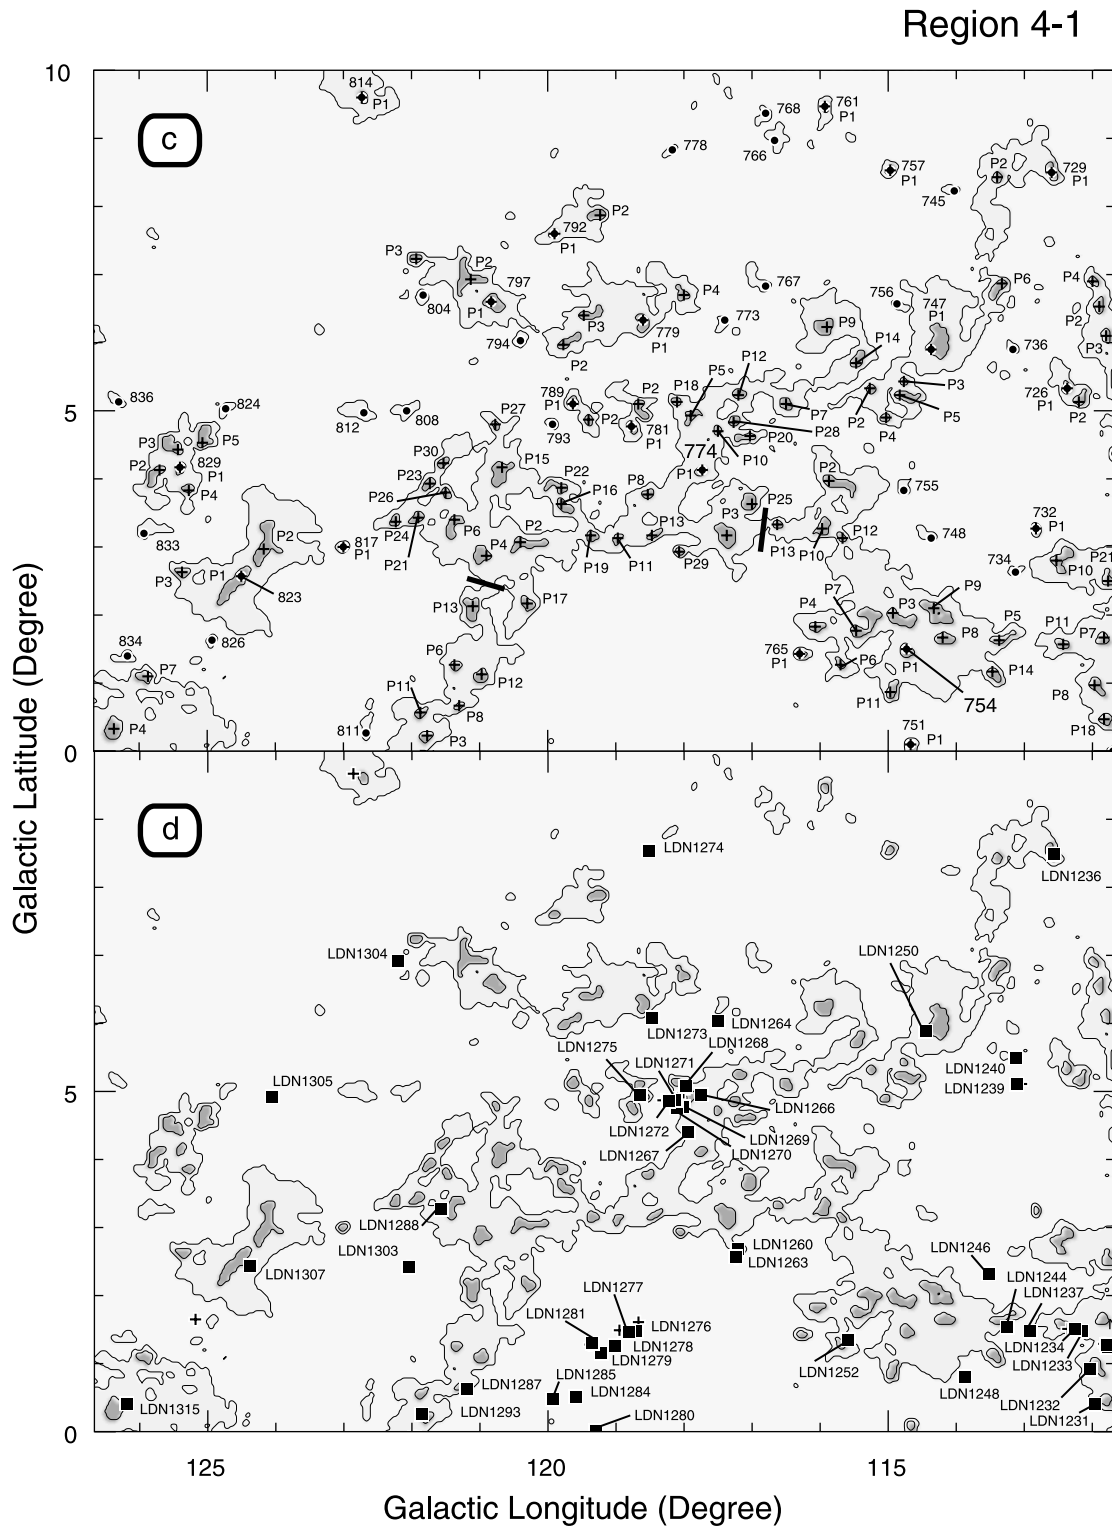 Region 4-1
10
c
814
P1
768
761
P1
766
778
757
P1
P2
729
P1
745
P2
792
P1
P3
P2
797
P1
804
794
P4
P3
779
P1
P2
767
773
756
747
P1
P6
P9
P14
736
P4
P2
P3
836
824
812
808
P27
789
P1
793
P2
P2
781
P1
P18
P5
P12
P7
P28
P20
P10
P2
P4
P3
P5
726
P1
P2
5
P3
P5
829
P1
P2
P4
P30
P23
P26
P15
P22
P16
P8
774
P1
P25
P2
755
833
P2
P24
P21
P6
P4
P2
P19
P11
P13
P29
P3
P13
P10
P12
748
732
P1
734
P10
P21
817
P1
P3
P1
823
P13
P17
P7
P9
P4
P3
P8
P5
P11
P7
834
826
765
P1
P6
P1
P14
754
P11
P8
P18
P7
P6
P12
P11
P8
P4
811
P3
751
P1
0
d
LDN1274
LDN1236
LDN1304
LDN1250
LDN1273
LDN1264
LDN1268
LDN1275
LDN1271
LDN1240
LDN1239
LDN1305
5
LDN1266
LDN1272
LDN1269
LDN1270
LDN1267
LDN1288
LDN1303
LDN1260
LDN1263
LDN1307
LDN1246
LDN1244
LDN1237
LDN1277
LDN1281
LDN1276
LDN1278
LDN1279
LDN1234
LDN1233
LDN1252
LDN1285
LDN1284
LDN1287
LDN1293
LDN1248
LDN1232
LDN1231
LDN1315
LDN1280
0
125
120
115
Galactic Longitude (Degree)
Galactic Latitude (Degree)